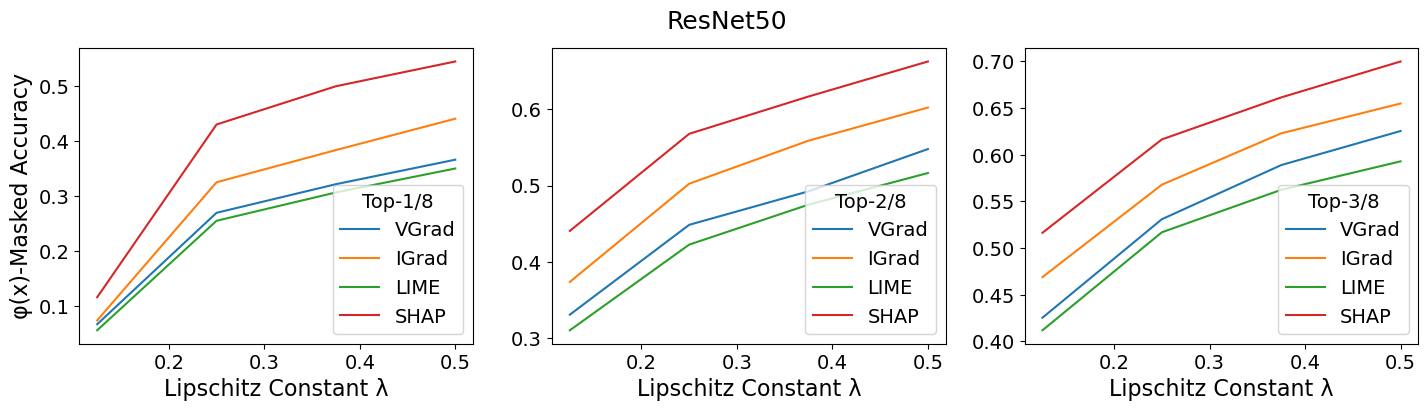 ResNet50
φ(x)-Masked Accuracy
0.5
0.4
0.3
0.2
0.1
0.2 0.3 0.4 0.5
Lipschitz Constant λ
Top-1/8
VGrad
IGrad
LIME
SHAP
0.6
0.5
0.4
0.3
0.2 0.3 0.4 0.5
Lipschitz Constant λ
Top-2/8
VGrad
IGrad
LIME
SHAP
0.70
0.65
0.60
0.55
0.50
0.45
0.40
0.2 0.3 0.4 0.5
Lipschitz Constant λ
Top-3/8
VGrad
IGrad
LIME
SHAP